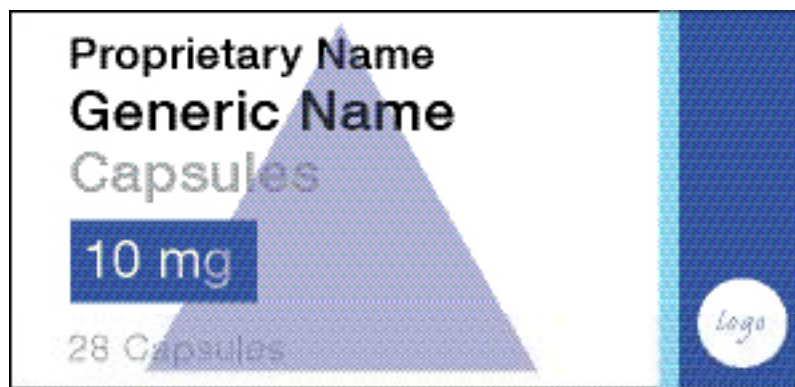 Proprietary Name
Generic Name
Capsules
10 mg
28 Capsules
Logo